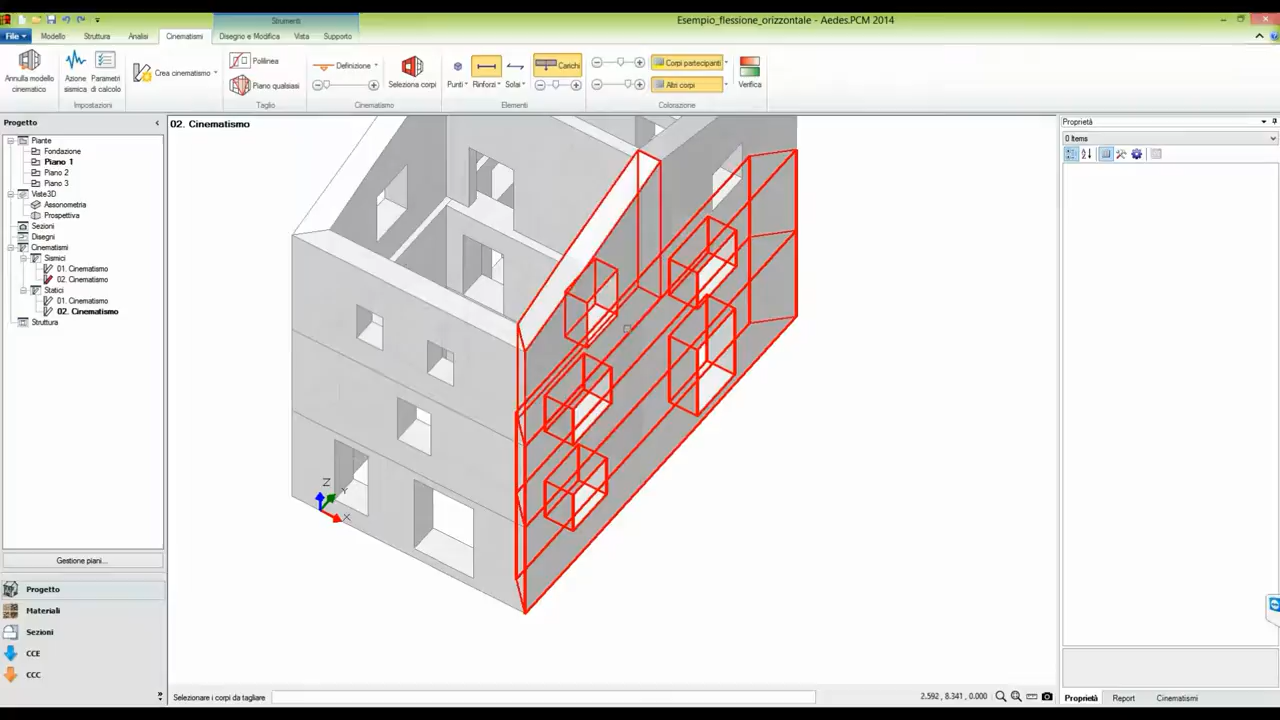 Strumenti
Esempio_flessione_orizzontale - Aedes.PCM 2014
File
Modello
Struttura
Analisi
Cinematismi
Disegno e Modifica
Vista
Supporto
Annulla modello
cinematico
Azione
sismica
Parametri
di calcolo
Impostazioni
Crea cinematismo
Polilinea
Piano qualsiasi
Taglio
Definizione
Seleziona corpi
Cinematismo
Punti
Rinforzi
Solai
Carichi
Elementi
Corpi partecipanti
Altri corpi
Colorazione
Verifica
Progetto
Piante
Fondazione
Piano 1
Piano 2
Piano 3
Viste3D
Assonometria
Prospettiva
Sezioni
Disegni
Cinematismi
Sismici
01. Cinematismo
02. Cinematismo
Statici
01. Cinematismo
02. Cinematismo
Struttura
Gestione piani...
Progetto
Materiali
Sezioni
CCE
CCC
02. Cinematismo
Z
Y
X
Selezionare i corpi da tagliare
2.592 , 8.341 , 0.000
Proprietà
0 Items
Proprietà
Report
Cinematismi